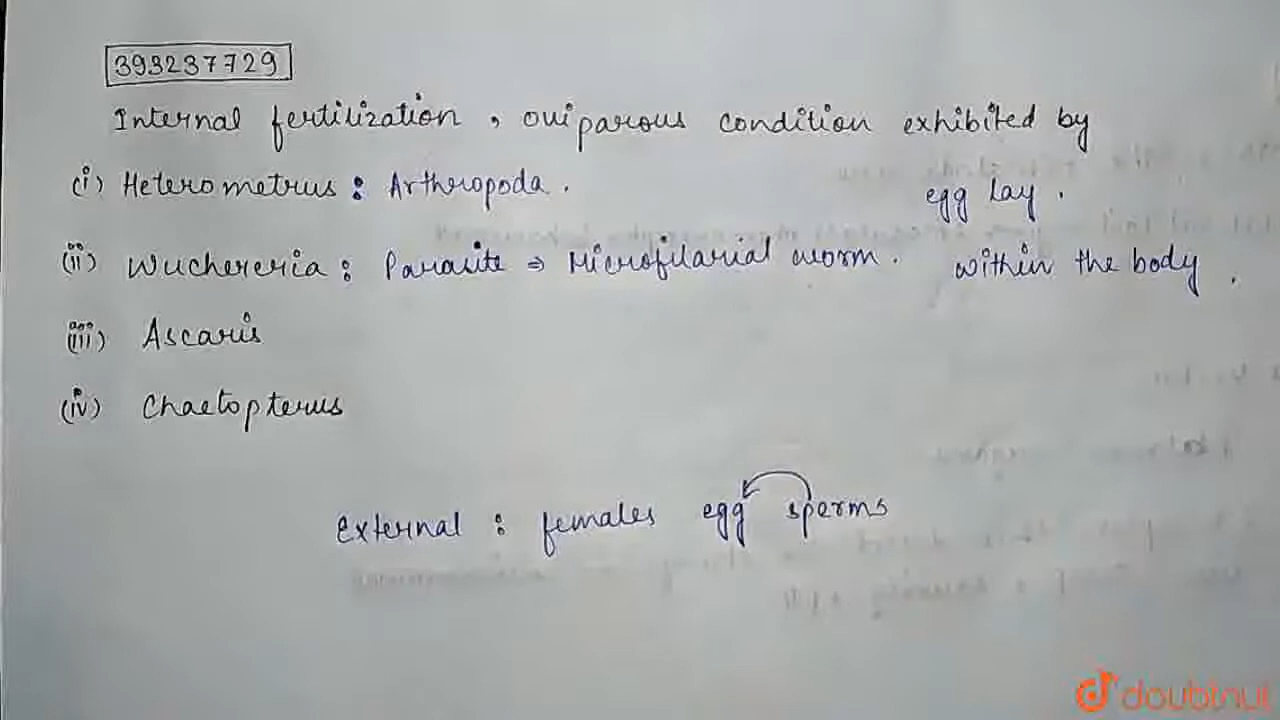 393237729
Internal fertilization, oviparous condition exhibited by
(i) Heterometrus : Arthropoda.
egg lay.
(ii) Wuchereria : Parasite ⇒ Microfilarial worm.
within the body.
(iii) Ascaris
(iv) Chaetopterus
External : females egg sperms
doubtnut